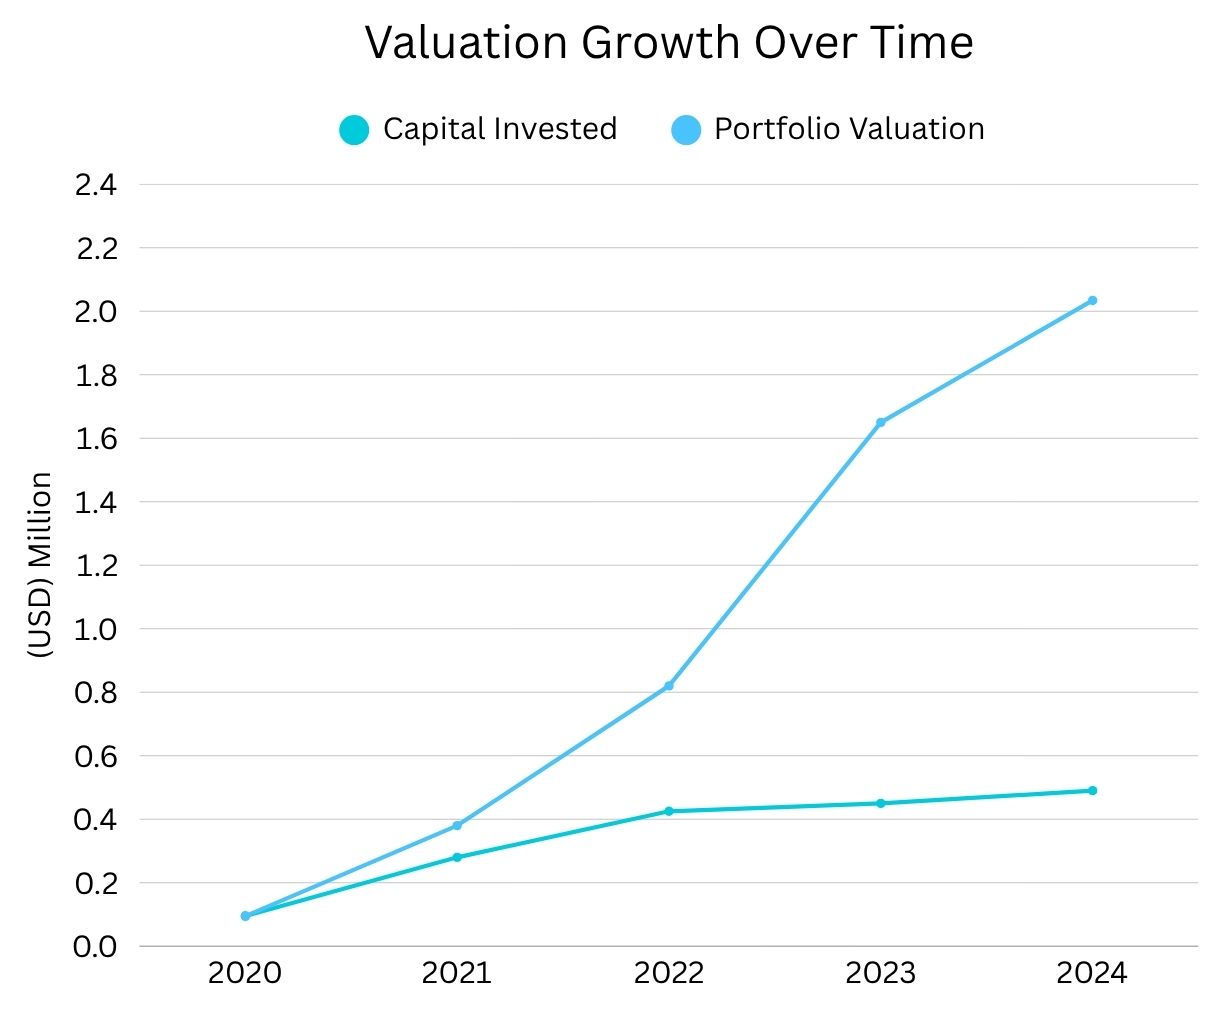 Valuation Growth Over Time
Capital Invested
Portfolio Valuation
2.4
2.2
2.0
1.8
1.6
1.4
1.2
1.0
0.8
0.6
0.4
0.2
0.0
(USD) Million
2020 2021 2022 2023 2024